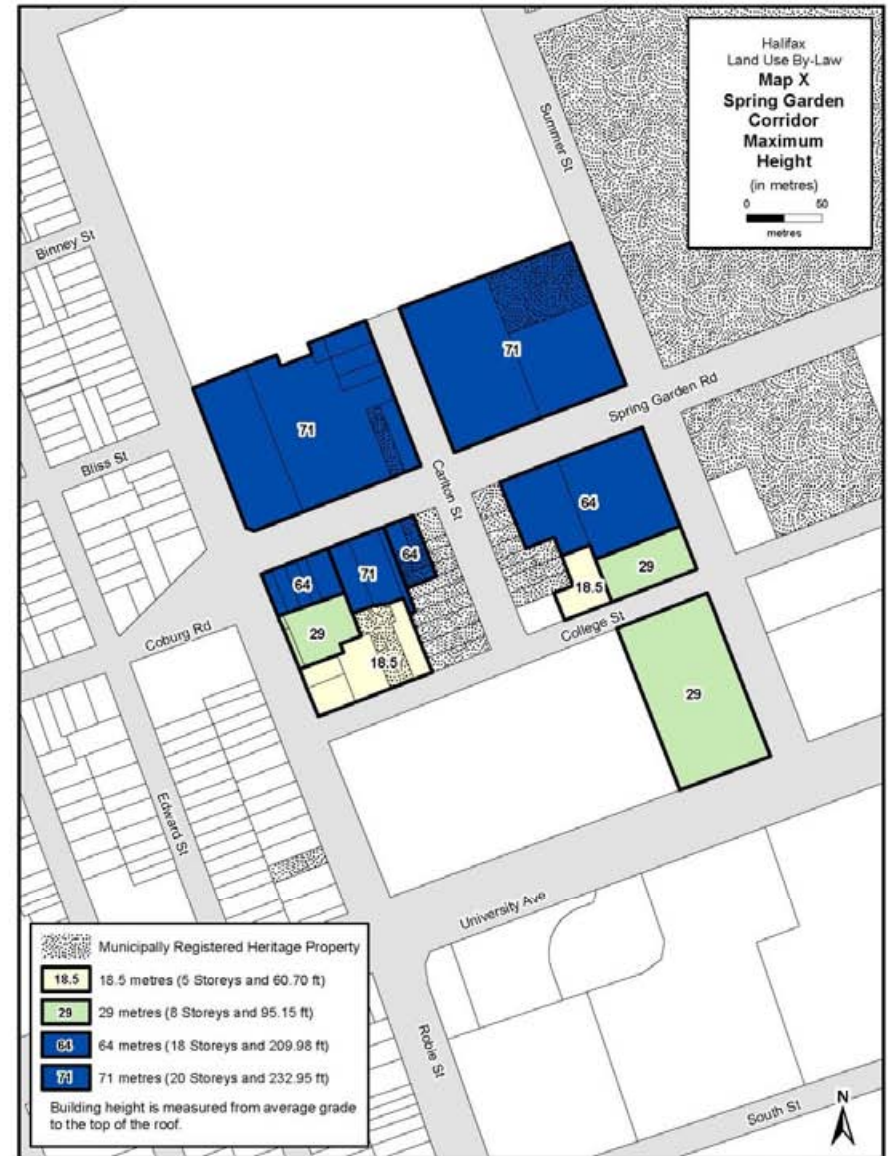 Halifax
Land Use By-Law
Map X
Spring Garden
Corridor
Maximum
Height
(in metres)
0 50
metres
Summer St
Binney St
71
71
Spring Garden Rd
Bliss St
Carlton St
64
64
71
64
29
18.5
29
18.5
College St
Coburg Rd
29
Edward St
University Ave
Robie St
South St
N
Municipally Registered Heritage Property
18.5 18.5 metres (5 Storeys and 60.70 ft)
29 29 metres (8 Storeys and 95.15 ft)
64 64 metres (18 Storeys and 209.98 ft)
71 71 metres (20 Storeys and 232.95 ft)
Building height is measured from average grade
to the top of the roof.